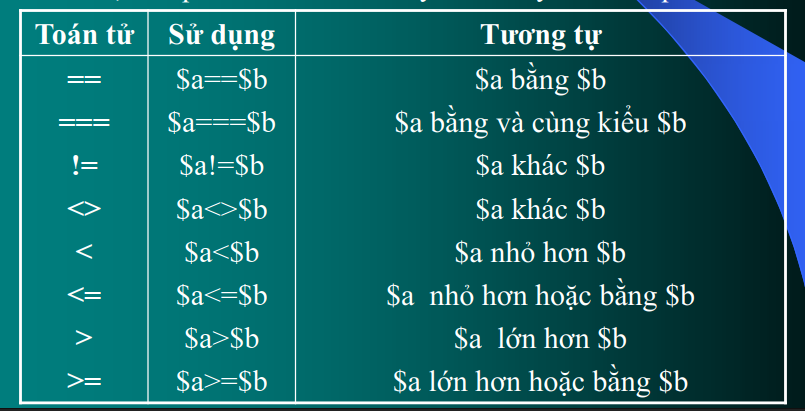 Toán tử Sử dụng Tương tự
== $a==$b $a bằng $b
=== $a===$b $a bằng và cùng kiểu $b
!= $a!=$b $a khác $b
<> $a<>$b $a khác $b
< $a<$b $a nhỏ hơn $b
<= $a<=$b $a nhỏ hơn hoặc bằng $b
> $a>$b $a lớn hơn $b
>= $a>=$b $a lớn hơn hoặc bằng $b